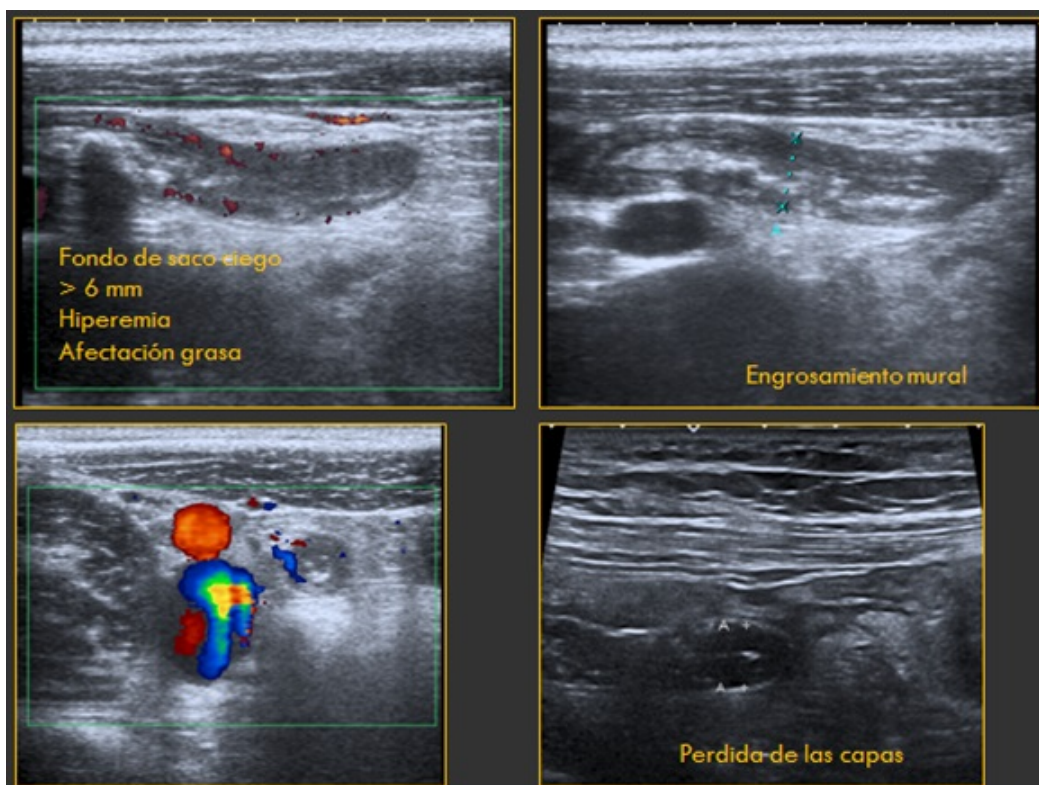 Fondo de saco ciego
> 6 mm
Hiperemia
Afectación grasa
Engrosamiento mural
A +
A +
Perdida de las capas